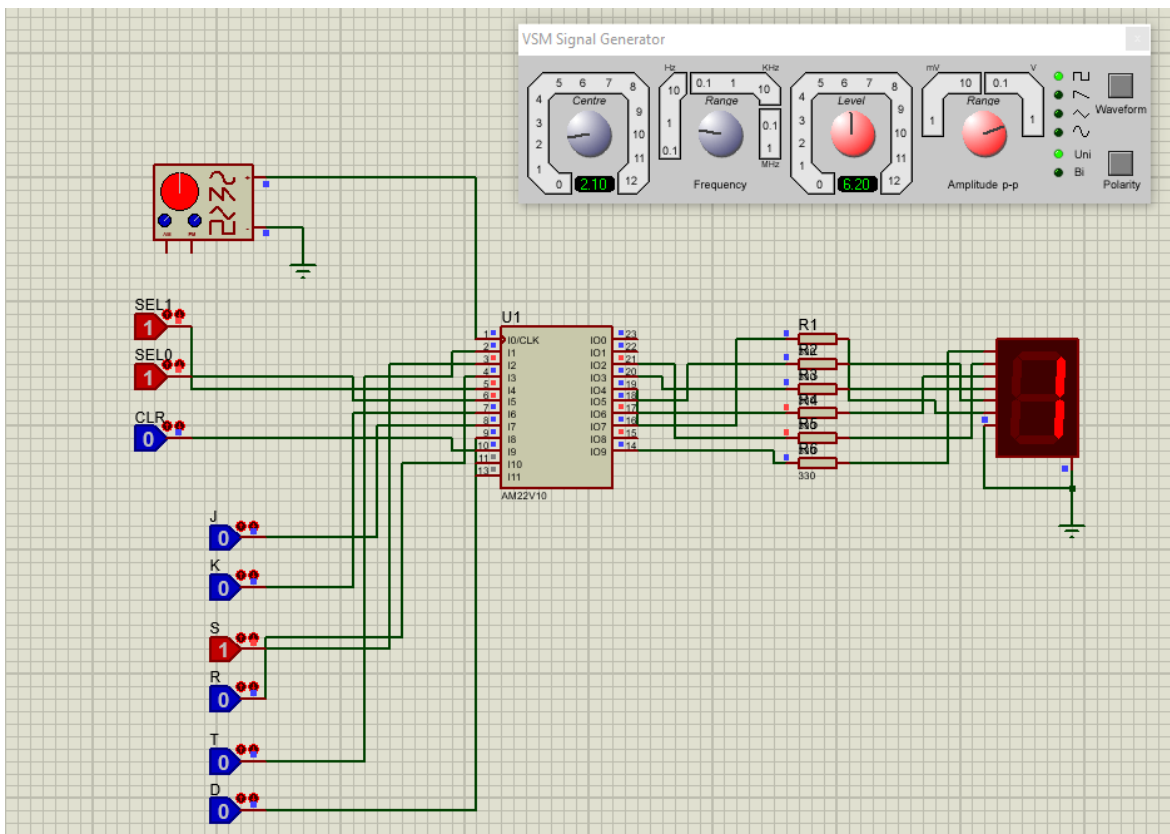 VSM Signal Generator
5 6 7 8
4 9
3 10
2 11
1 12
0
Centre
2.10
Hz KHz MHz
10 1 0.1
0.1 1 10
0.1 1
Range
Frequency
5 6 7 8
4 9
3 10
2 11
1 12
0
Level
6.20
mV V
1 10 0.1 1
Range
Amplitude p-p
Waveform
Uni
Bi
Polarity
+
-
AM FM
SEL1
1
SEL0
1
CLR
0
J
0
K
0
S
1
R
0
T
0
D
0
U1
1 I0/CLK IO0 23
2 I1 IO1 22
3 I2 IO2 21
4 I3 IO3 20
5 I4 IO4 19
6 I5 IO5 18
7 I6 IO6 17
8 I7 IO7 16
9 I8 IO8 15
10 I9 IO9 14
11 I10
13 I11
AM22V10
R1
R2
R3
R4
R5
R6
330
1